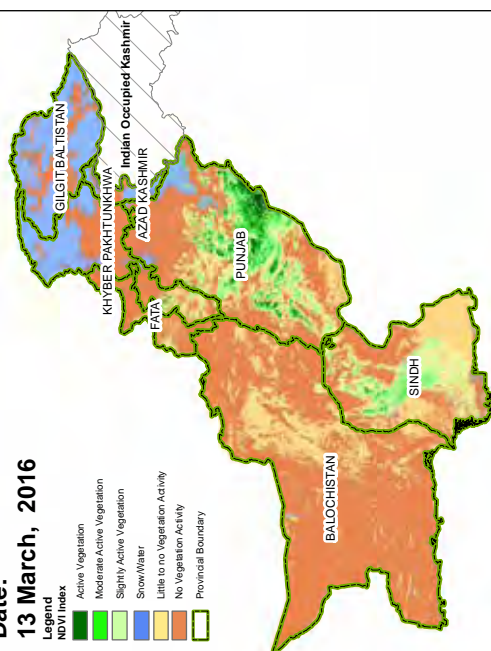 Date:
13 March, 2016
Legend
NDVI Index
Active Vegetation
Moderate Active Vegetation
Slightly Active Vegetation
Snow/Water
Little to no Vegetation Activity
No Vegetation Activity
Provincial Boundary
GILGIT BALTISTAN
KHYBER PAKHTUNKHWA
Indian Occupied Kashmir
AZAD KASHMIR
FATA
PUNJAB
BALOCHISTAN
SINDH